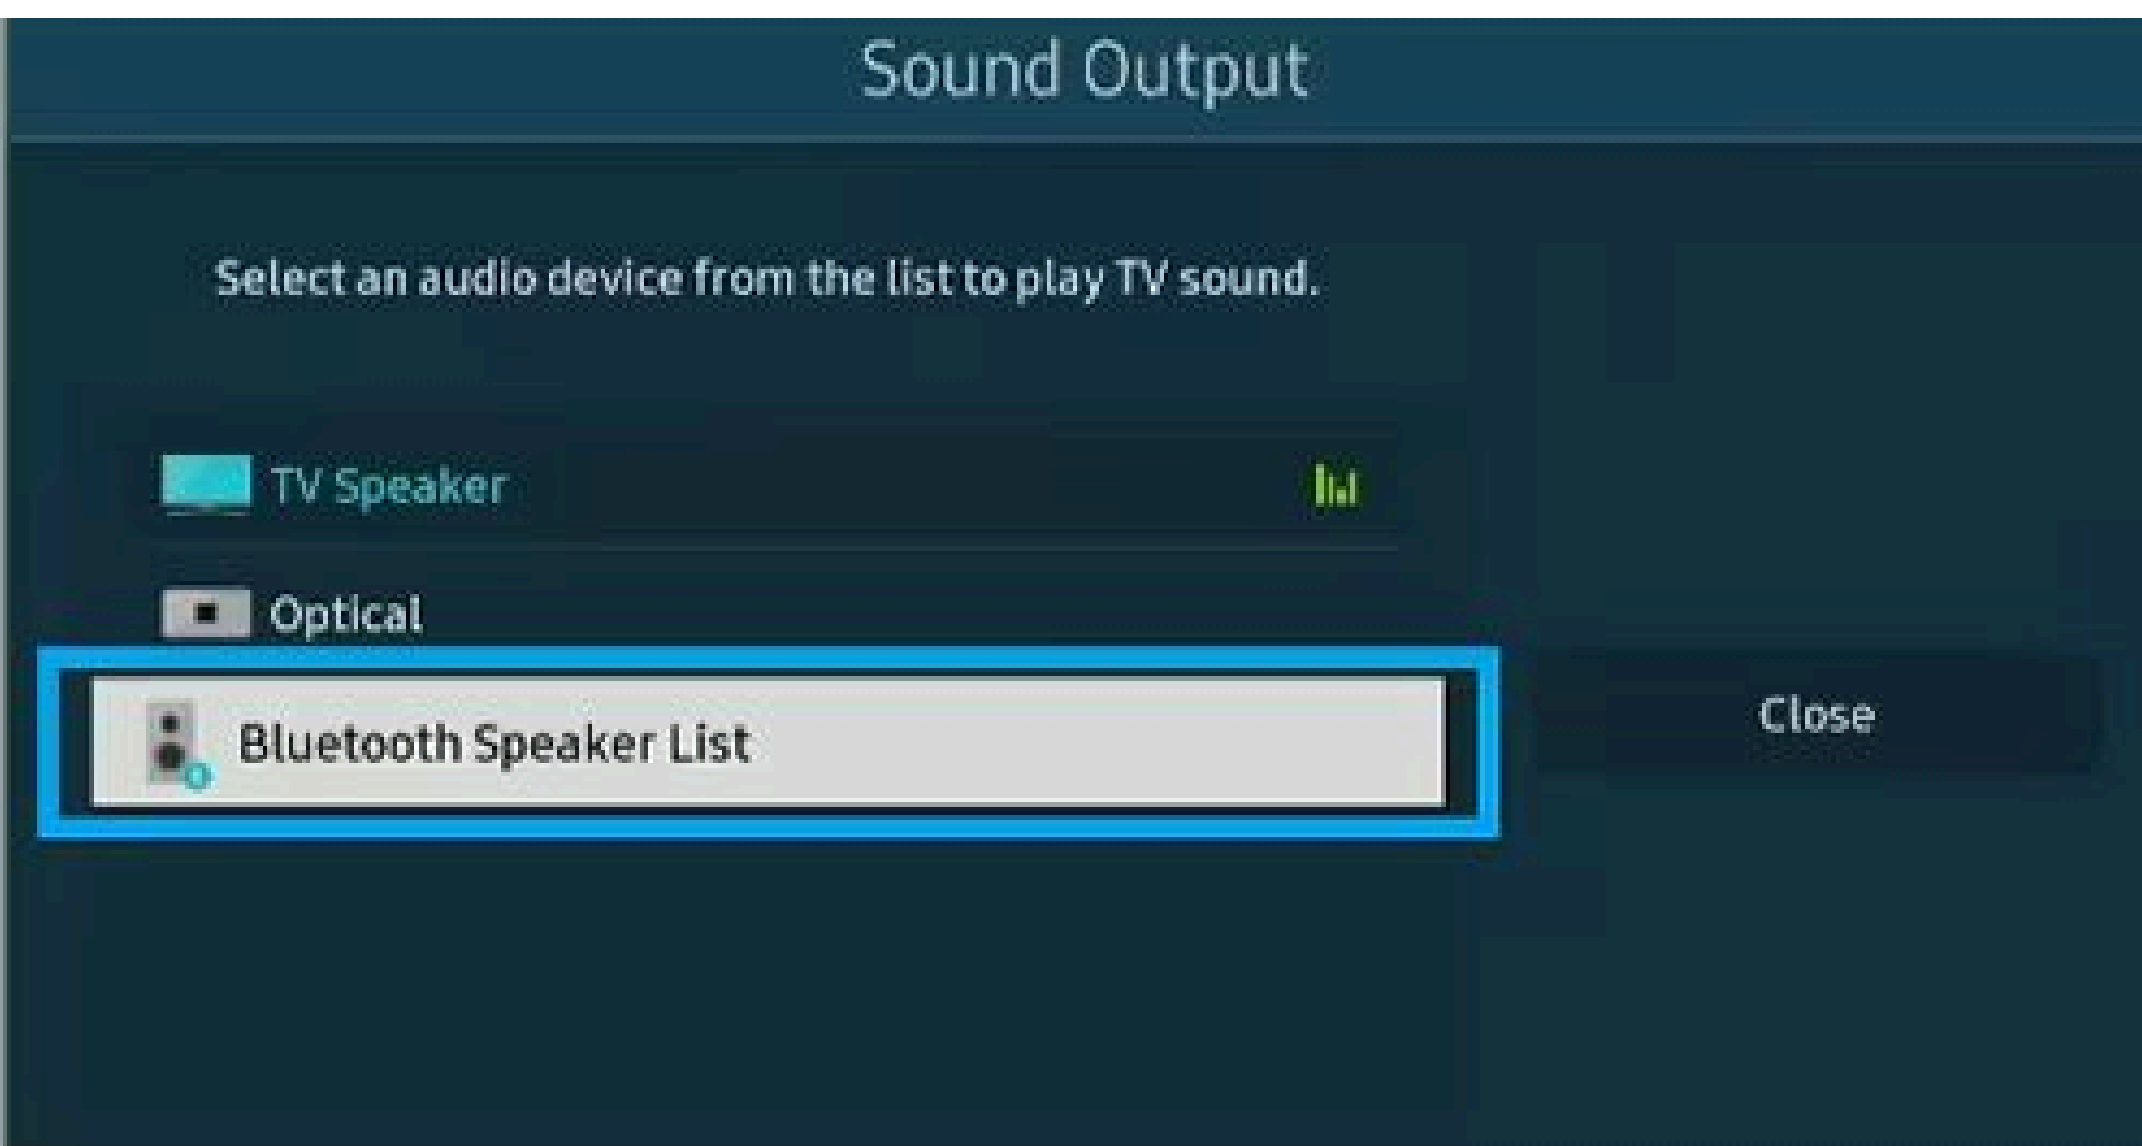 Sound Output
Select an audio device from the list to play TV sound.
TV Speaker
Optical
Bluetooth Speaker List
Close